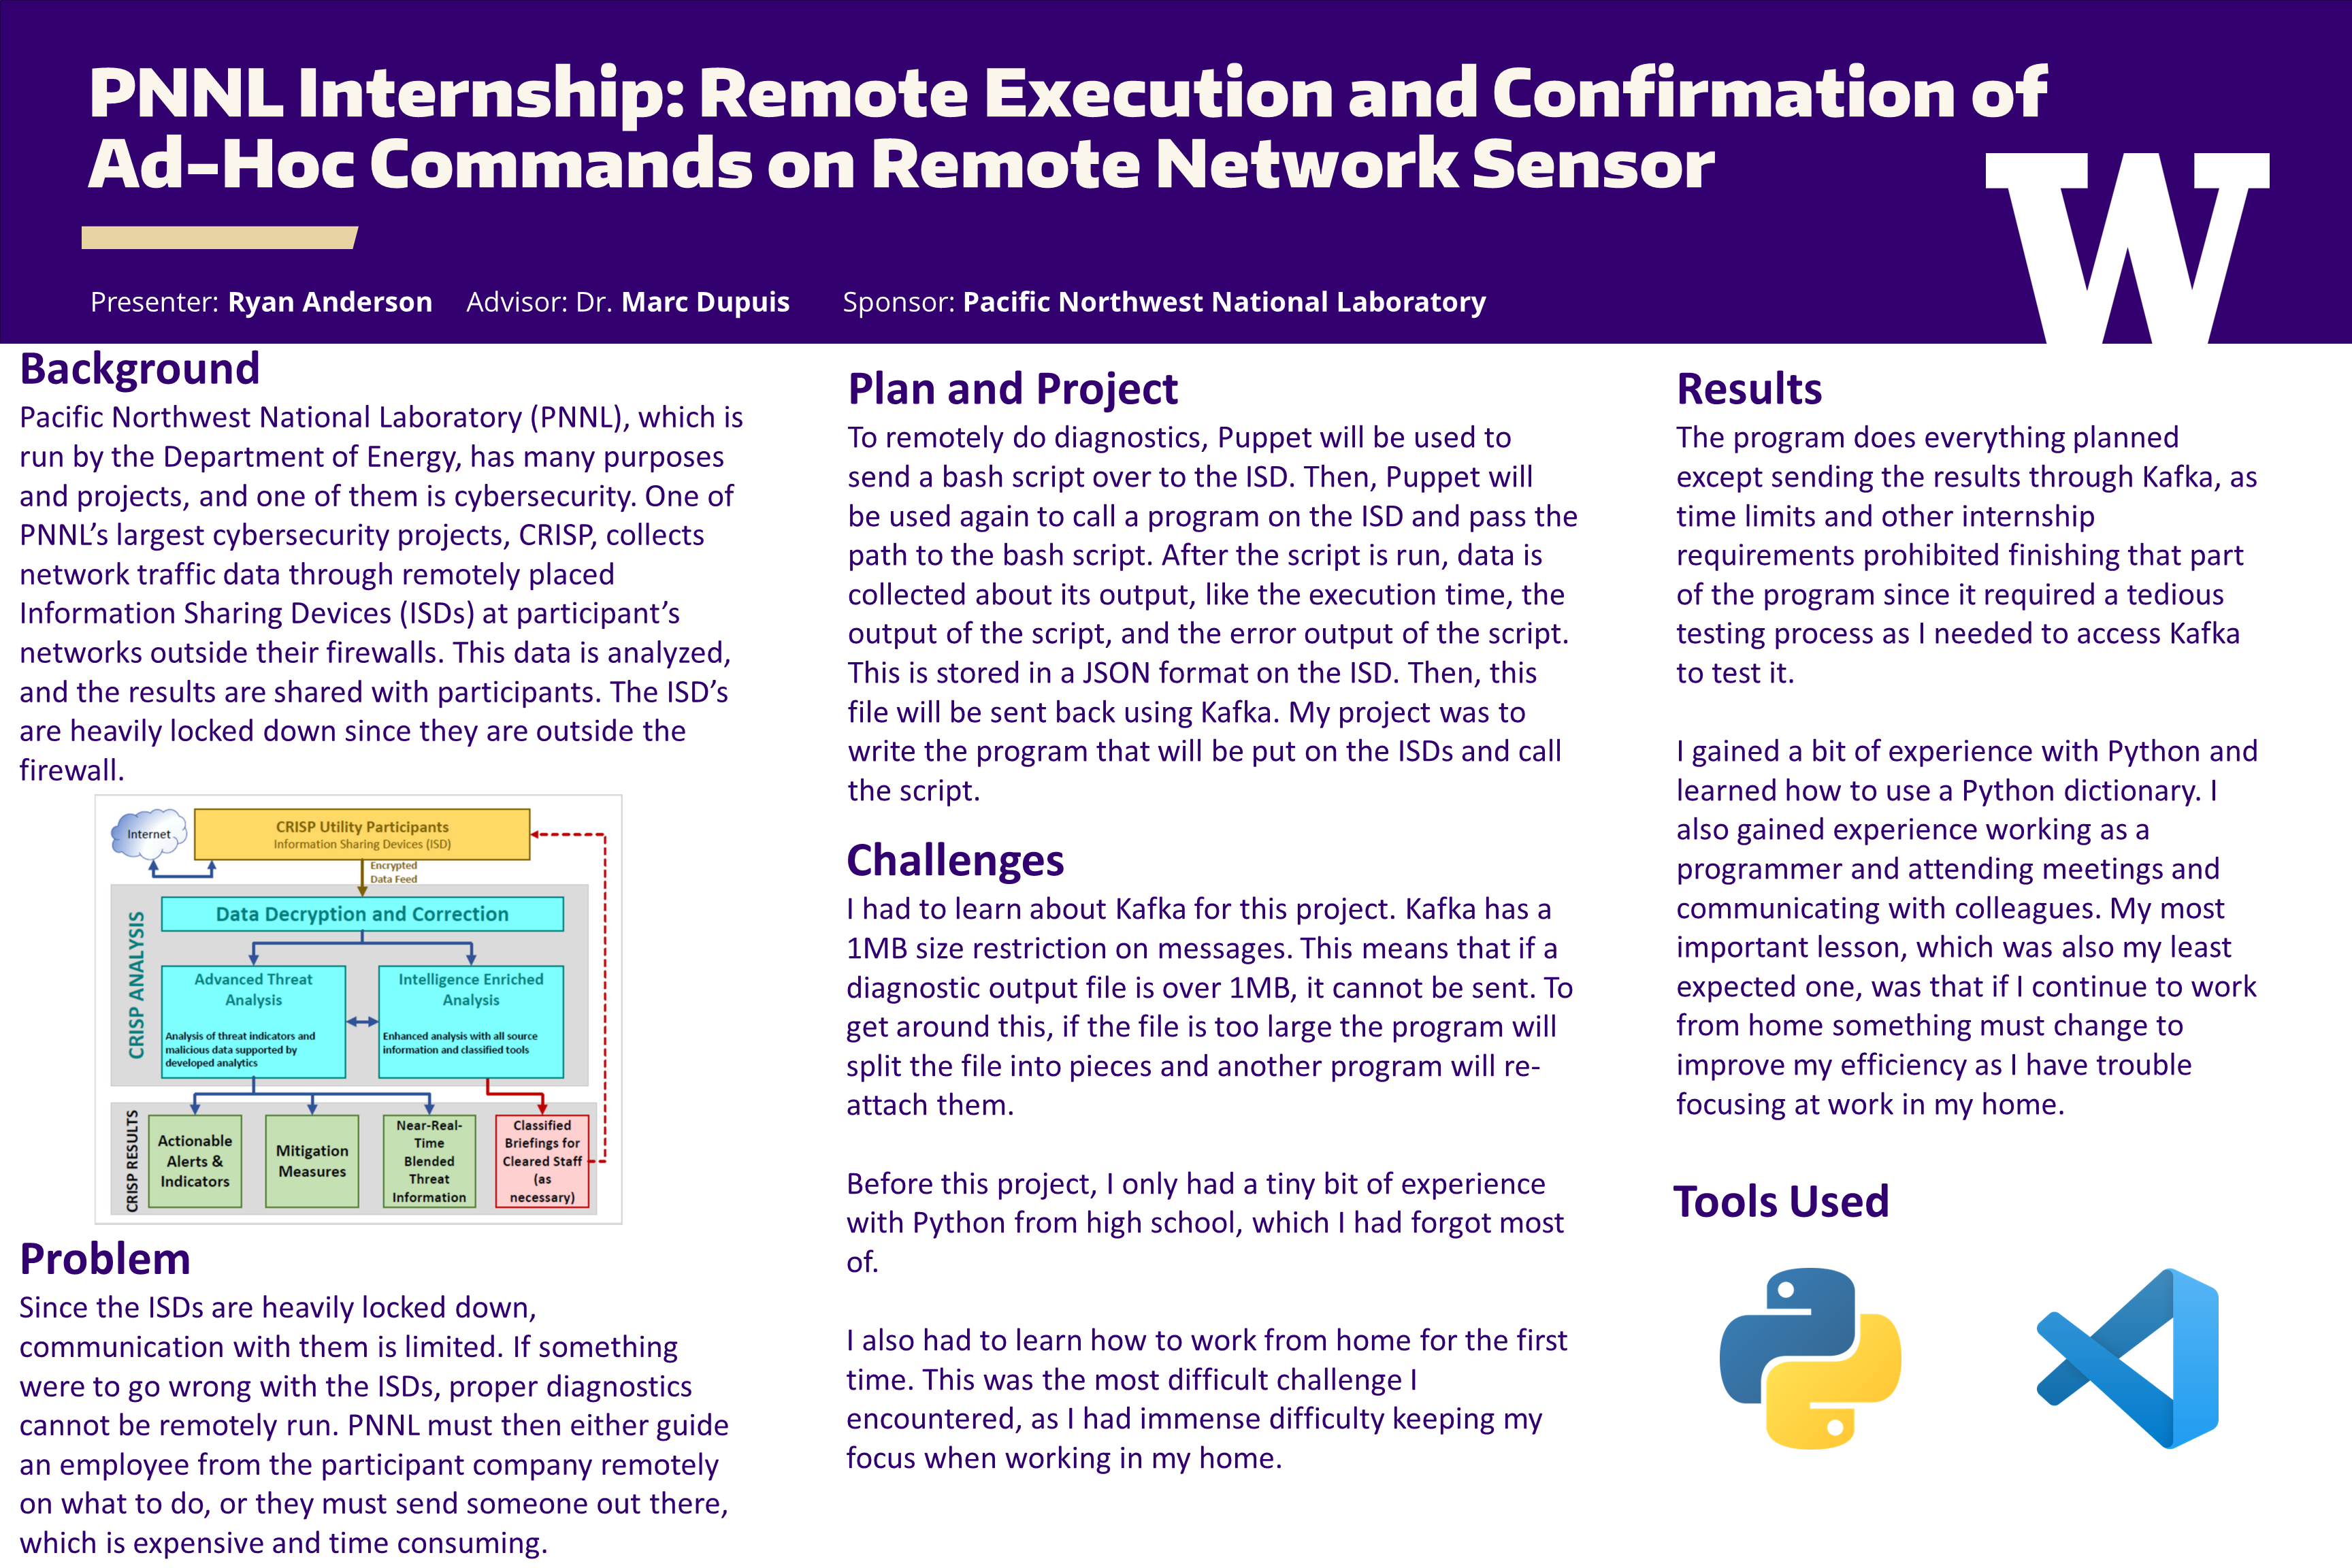 PNNL Internship: Remote Execution and Confirmation of
Ad-Hoc Commands on Remote Network Sensor
Presenter: Ryan Anderson Advisor: Dr. Marc Dupuis Sponsor: Pacific Northwest National Laboratory
W
Background
Pacific Northwest National Laboratory (PNNL), which is
run by the Department of Energy, has many purposes
and projects, and one of them is cybersecurity. One of
PNNL’s largest cybersecurity projects, CRISP, collects
network traffic data through remotely placed
Information Sharing Devices (ISDs) at participant’s
networks outside their firewalls. This data is analyzed,
and the results are shared with participants. The ISD’s
are heavily locked down since they are outside the
firewall.
Internet
CRISP Utility Participants
Information Sharing Devices (ISD)
Encrypted
Data Feed
CRISP ANALYSIS
Data Decryption and Correction
Advanced Threat
Analysis
Analysis of threat indicators and
malicious data supported by
developed analytics
Intelligence Enriched
Analysis
Enhanced analysis with all source
information and classified tools
CRISP RESULTS
Actionable
Alerts &
Indicators
Mitigation
Measures
Near-Real-
Time
Blended
Threat
Information
Classified
Briefings for
Cleared Staff
(as
necessary)
Problem
Since the ISDs are heavily locked down,
communication with them is limited. If something
were to go wrong with the ISDs, proper diagnostics
cannot be remotely run. PNNL must then either guide
an employee from the participant company remotely
on what to do, or they must send someone out there,
which is expensive and time consuming.
Plan and Project
To remotely do diagnostics, Puppet will be used to
send a bash script over to the ISD. Then, Puppet will
be used again to call a program on the ISD and pass the
path to the bash script. After the script is run, data is
collected about its output, like the execution time, the
output of the script, and the error output of the script.
This is stored in a JSON format on the ISD. Then, this
file will be sent back using Kafka. My project was to
write the program that will be put on the ISDs and call
the script.
Challenges
I had to learn about Kafka for this project. Kafka has a
1MB size restriction on messages. This means that if a
diagnostic output file is over 1MB, it cannot be sent. To
get around this, if the file is too large the program will
split the file into pieces and another program will re-
attach them.
Before this project, I only had a tiny bit of experience
with Python from high school, which I had forgot most
of.
I also had to learn how to work from home for the first
time. This was the most difficult challenge I
encountered, as I had immense difficulty keeping my
focus when working in my home.
Results
The program does everything planned
except sending the results through Kafka, as
time limits and other internship
requirements prohibited finishing that part
of the program since it required a tedious
testing process as I needed to access Kafka
to test it.
I gained a bit of experience with Python and
learned how to use a Python dictionary. I
also gained experience working as a
programmer and attending meetings and
communicating with colleagues. My most
important lesson, which was also my least
expected one, was that if I continue to work
from home something must change to
improve my efficiency as I have trouble
focusing at work in my home.
Tools Used